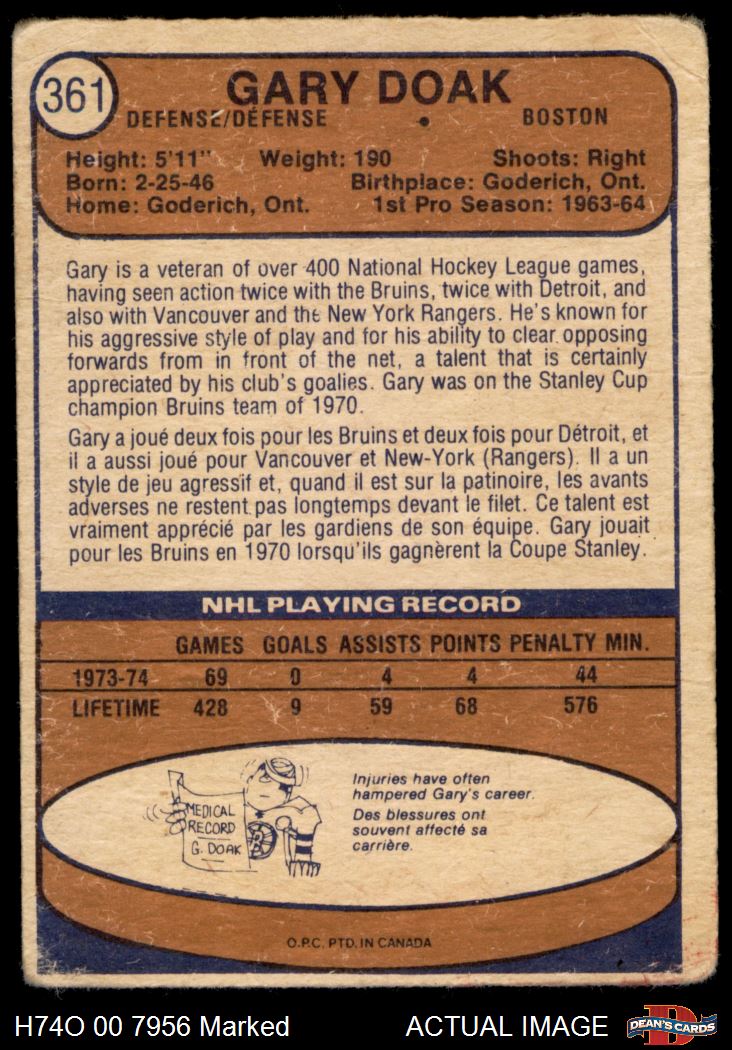 361
GARY DOAK
DEFENSE/DÉFENSE • BOSTON
Height: 5'11" Weight: 190 Shoots: Right
Born: 2-25-46 Birthplace: Goderich, Ont.
Home: Goderich, Ont. 1st Pro Season: 1963-64
Gary is a veteran of over 400 National Hockey League games,
having seen action twice with the Bruins, twice with Detroit, and
also with Vancouver and the New York Rangers. He's known for
his aggressive style of play and for his ability to clear opposing
forwards from in front of the net, a talent that is certainly
appreciated by his club's goalies. Gary was on the Stanley Cup
champion Bruins team of 1970.
Gary a joué deux fois pour les Bruins et deux fois pour Détroit, et
il a aussi joué pour Vancouver et New-York (Rangers). Il a un
style de jeu agressif et, quand il est sur la patinoire, les avants
adverses ne restent pas longtemps devant le filet. Ce talent est
vraiment apprécié par les gardiens de son équipe. Gary jouait
pour les Bruins en 1970 lorsqu'ils gagnèrent la Coupe Stanley.
NHL PLAYING RECORD
GAMES GOALS ASSISTS POINTS PENALTY MIN.
1973-74 69 0 4 4 44
LIFETIME 428 9 59 68 576
MEDICAL
RECORD
G. DOAK
Injuries have often
hampered Gary's career.
Des blessures ont
souvent affecté sa
carrière.
O.P.C. PTD. IN CANADA
H74O 00 7956 Marked ACTUAL IMAGE
DEAN'S CARDS